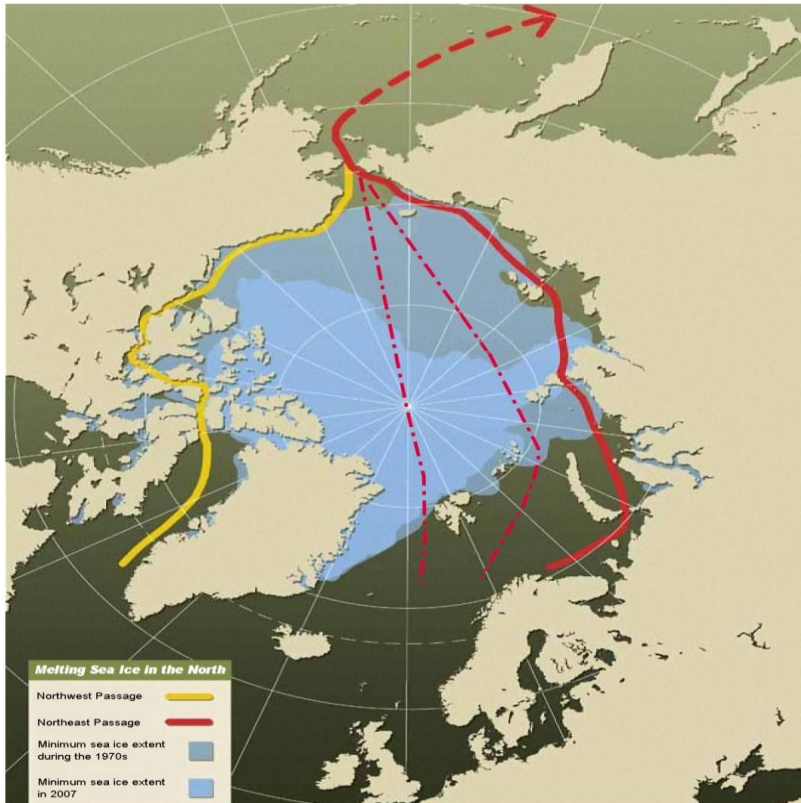 Melting Sea Ice in the North
Northwest Passage
Northeast Passage
Minimum sea ice extent
during the 1970s
Minimum sea ice extent
in 2007